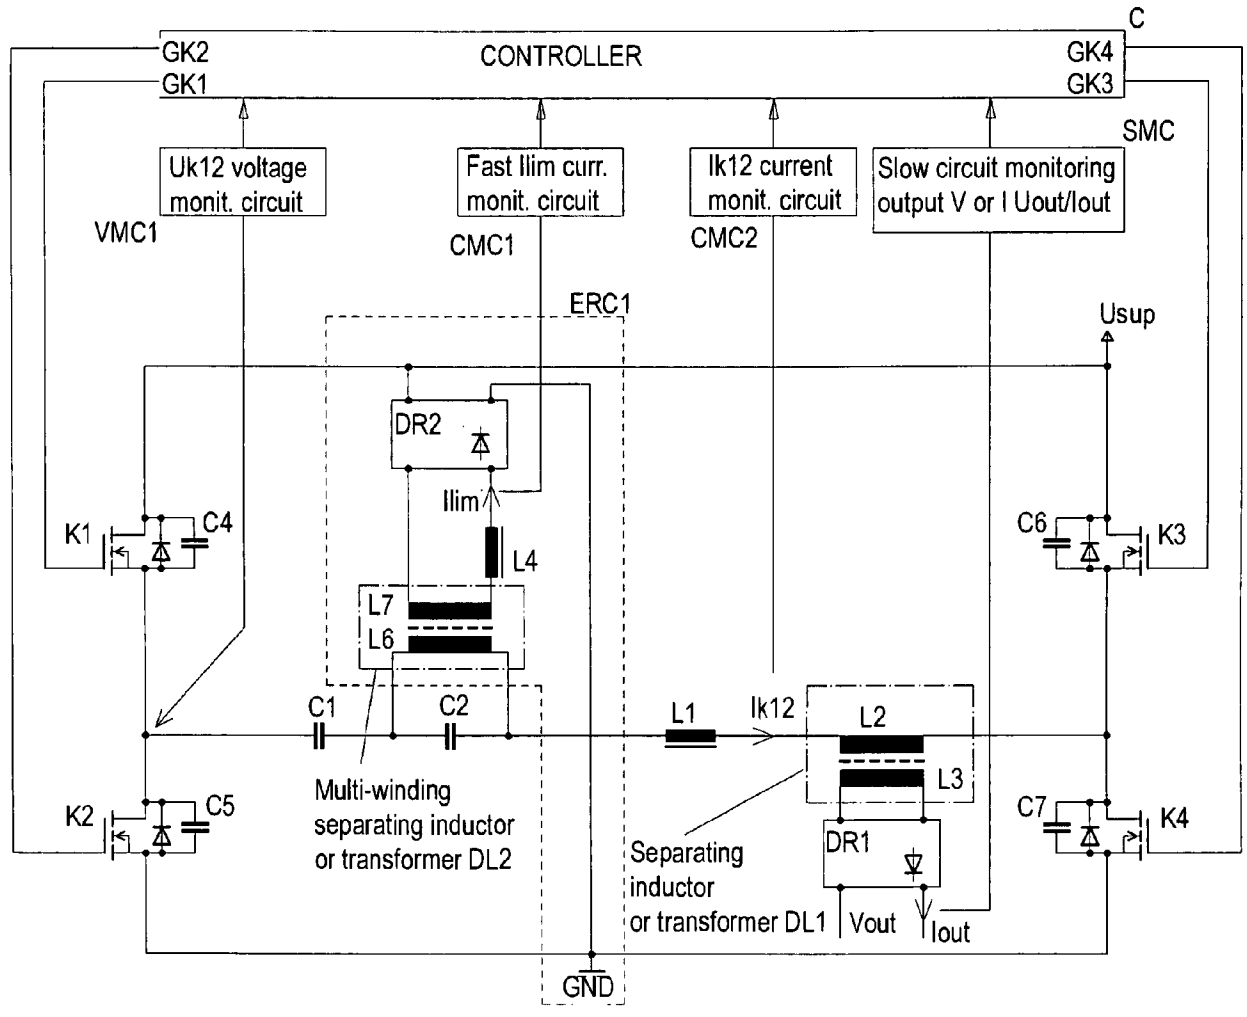 C
GK2
CONTROLLER
GK4
GK1
GK3
SMC
Uk12 voltage
monit. circuit
Fast Ilim curr.
monit. circuit
Ik12 current
monit. circuit
Slow circuit monitoring
output V or I Uout/Iout
VMC1
CMC1
CMC2
ERC1
Usup
DR2
Ilim
K1
C4
C6
K3
L4
L7
L6
C1
C2
L1
Ik12
L2
L3
K2
C5
C7
K4
Multi-winding
separating inductor
or transformer DL2
DR1
Separating
inductor
or transformer DL1
Vout
Iout
GND